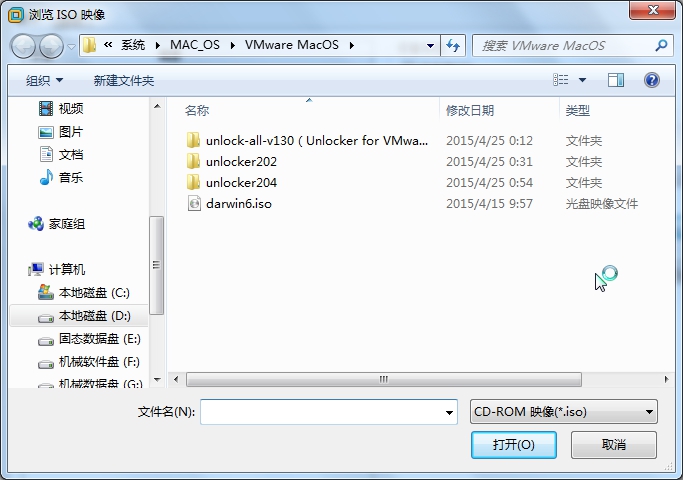 浏览 ISO 映像
« 系统 MAC_OS VMware MacOS
搜索 VMware MacOS
组织 新建文件夹
视频
图片
文档
音乐
家庭组
计算机
本地磁盘 (C:)
本地磁盘 (D:)
固态数据盘 (E:)
机械软件盘 (F:)
机械数据盘 (G:)
名称 修改日期 类型
unlock-all-v130 ( Unlocker for VMwa... 2015/4/25 0:12 文件夹
unlocker202 2015/4/25 0:31 文件夹
unlocker204 2015/4/25 0:54 文件夹
darwin6.iso 2015/4/15 9:57 光盘映像文件
文件名(N):
CD-ROM 映像(*.iso)
打开(O) 取消